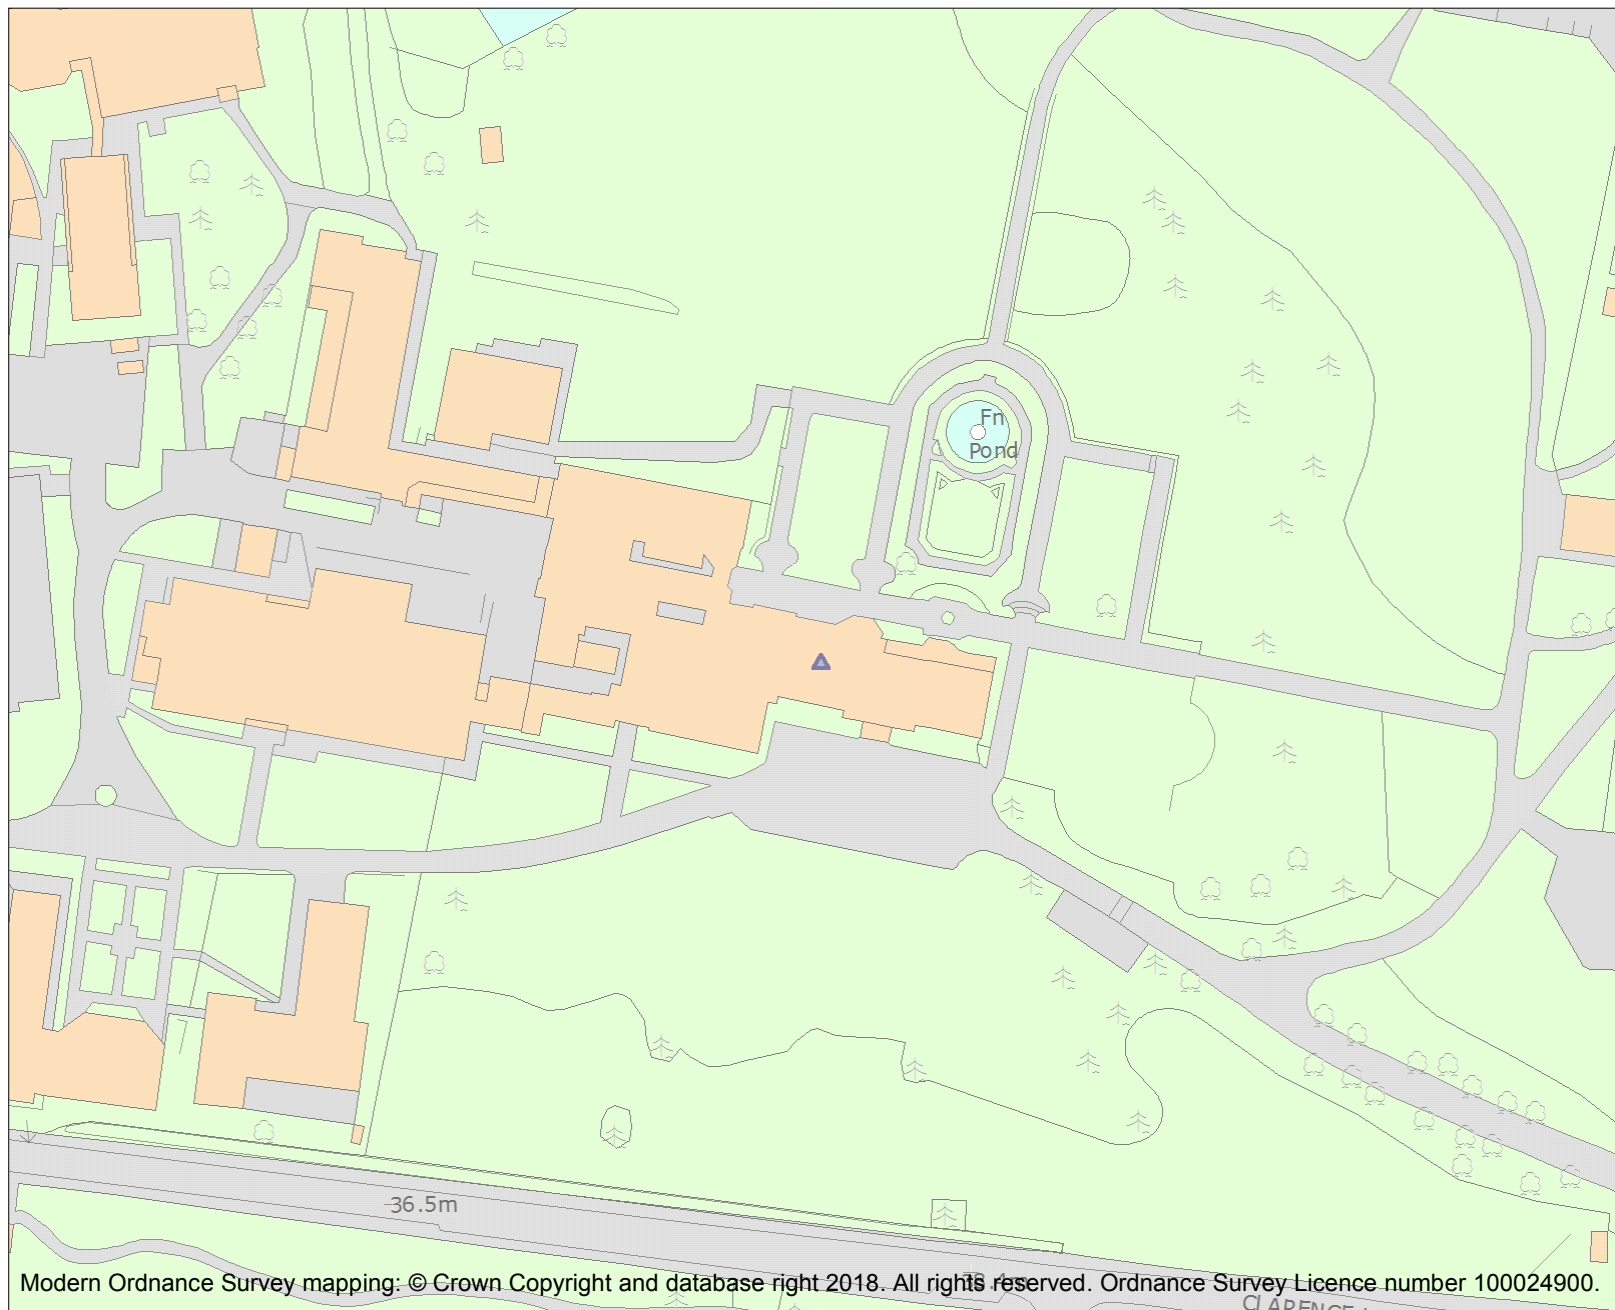 Fn
Pond
36.5m
Modern Ordnance Survey mapping: © Crown Copyright and database right 2018. All rights reserved. Ordnance Survey Licence number 100024900.
CLARENCE